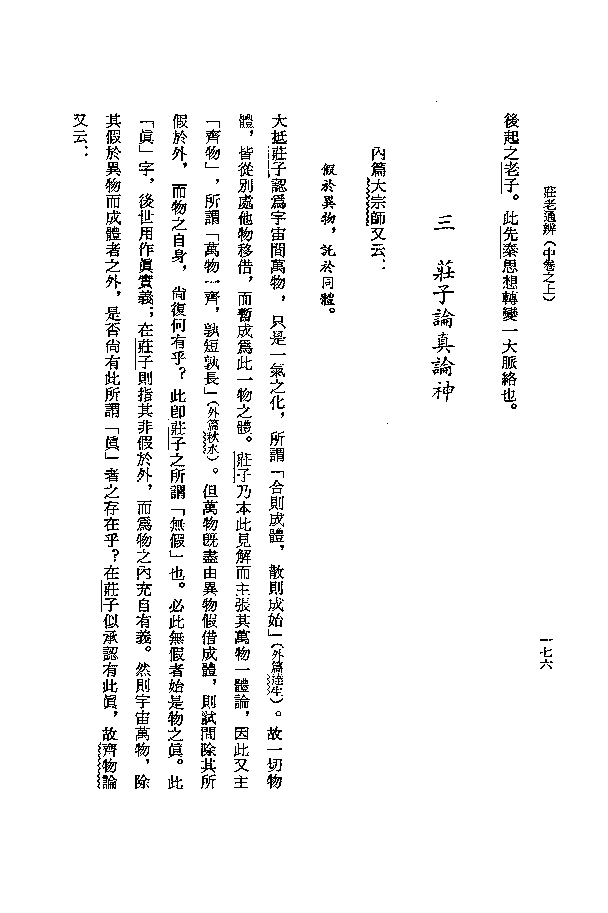 莊老通辨（中卷之上）
一七六
後起之老子。此先秦思想轉變一大脈絡也。
三　莊子論真論神
內篇大宗師又云：
假於異物，託於同體。
大抵莊子認爲宇宙間萬物，只是一氣之化，所謂「合則成體，散則成始」（外篇達生）。故一切物
體，皆從別處他物移借，而暫成爲此一物之體。莊子乃本此見解而主張其萬物一體論，因此又主
「齊物」，所謂「萬物一齊，孰短孰長」（外篇秋水）。但萬物既盡由異物假借成體，則試問除其所
假於外，而物之自身，尚復何有乎？此卽莊子之所謂「無假」也。必此無假者始是物之眞。此
「眞」字，後世用作眞實義；在莊子則指其非假於外，而爲物之內充自有義。然則宇宙萬物，除
其假於異物而成體者之外，是否尚有此所謂「眞」者之存在乎？在莊子似承認有此眞，故齊物論
又云：